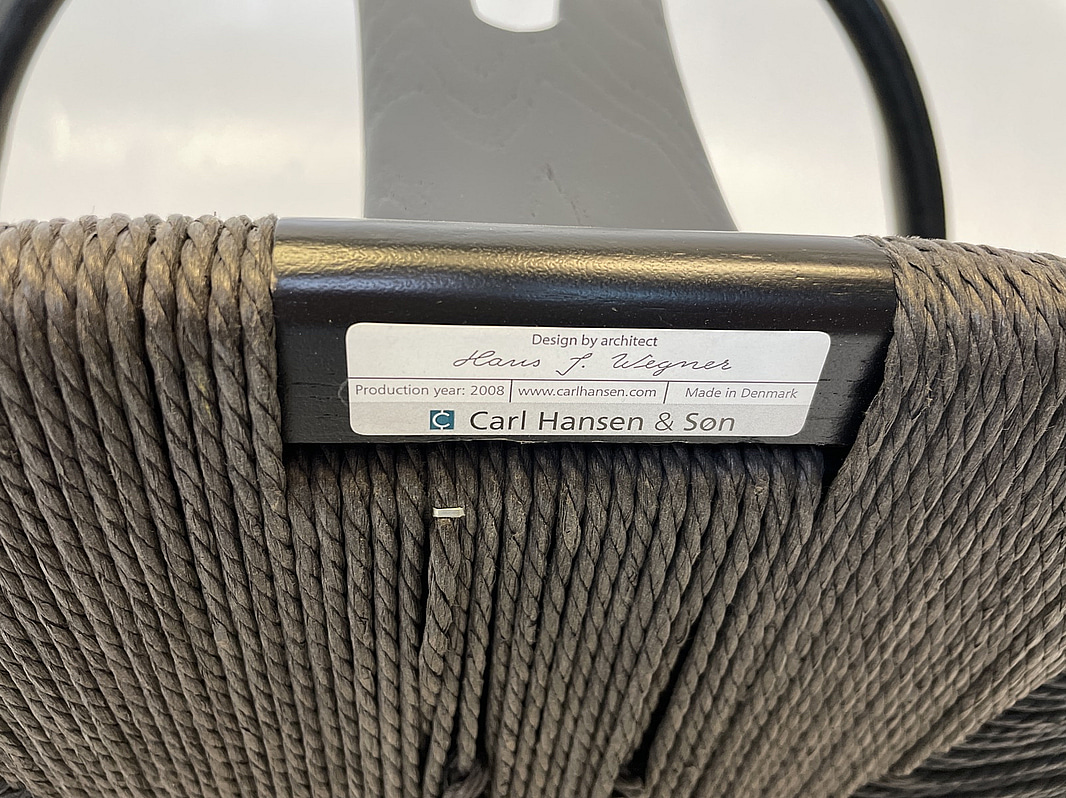 Design by architect
Hans J. Wegner
Production year: 2008 www.carlhansen.com Made in Denmark
Carl Hansen & Søn